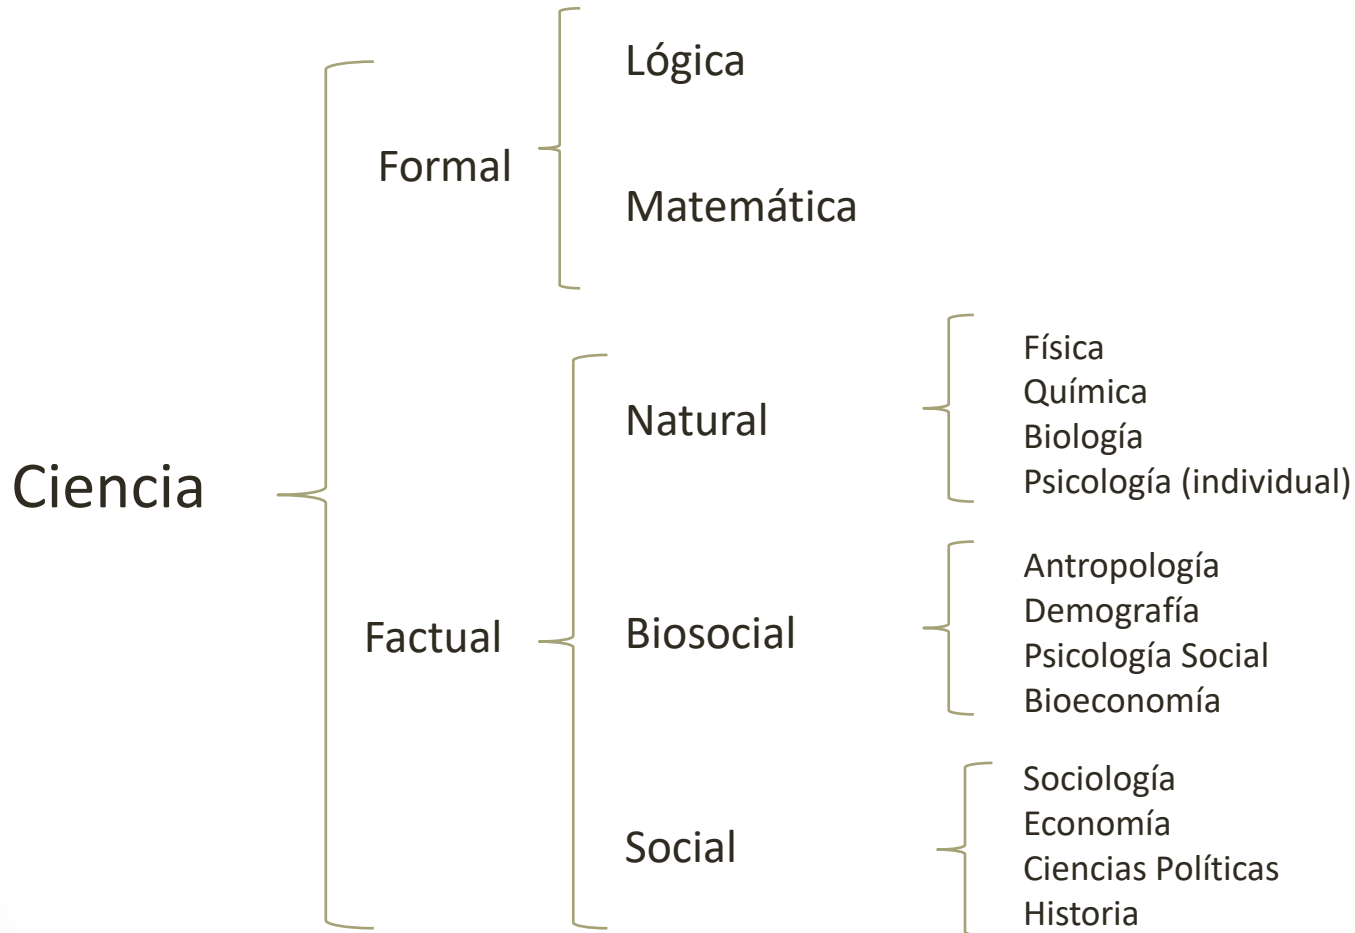 Ciencia
Formal
Lógica
Matemática
Factual
Natural
Física
Química
Biología
Psicología (individual)
Biosocial
Antropología
Demografía
Psicología Social
Bioeconomía
Social
Sociología
Economía
Ciencias Políticas
Historia